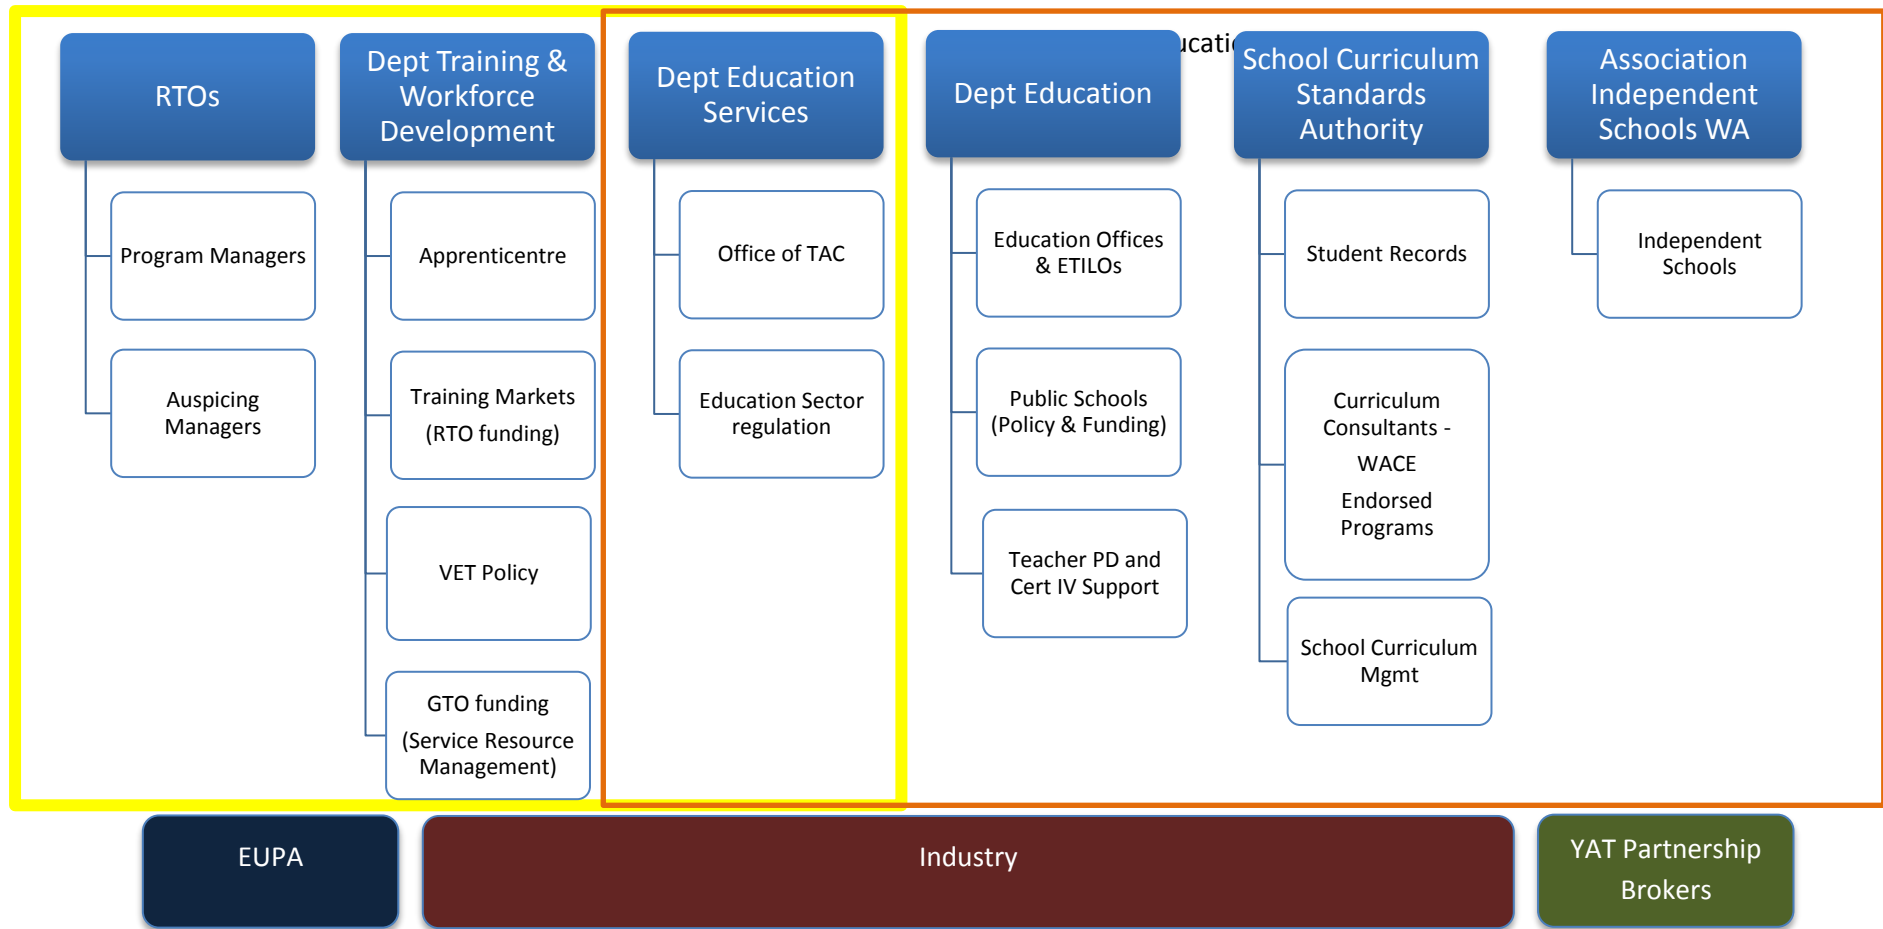 RTOs
Dept Training &
Workforce
Development
Dept Education
Services
Dept Education
School Curriculum
Standards
Authority
Association
Independent
Schools WA
Program Managers
Auspicing
Managers
Apprenticentre
Training Markets
(RTO funding)
VET Policy
GTO funding
(Service Resource
Management)
Office of TAC
Education Sector
regulation
Education Offices
& ETILOs
Public Schools
(Policy & Funding)
Teacher PD and
Cert IV Support
Student Records
Curriculum
Consultants -
WACE
Endorsed
Programs
School Curriculum
Mgmt
Independent
Schools
EUPA
Industry
YAT Partnership
Brokers